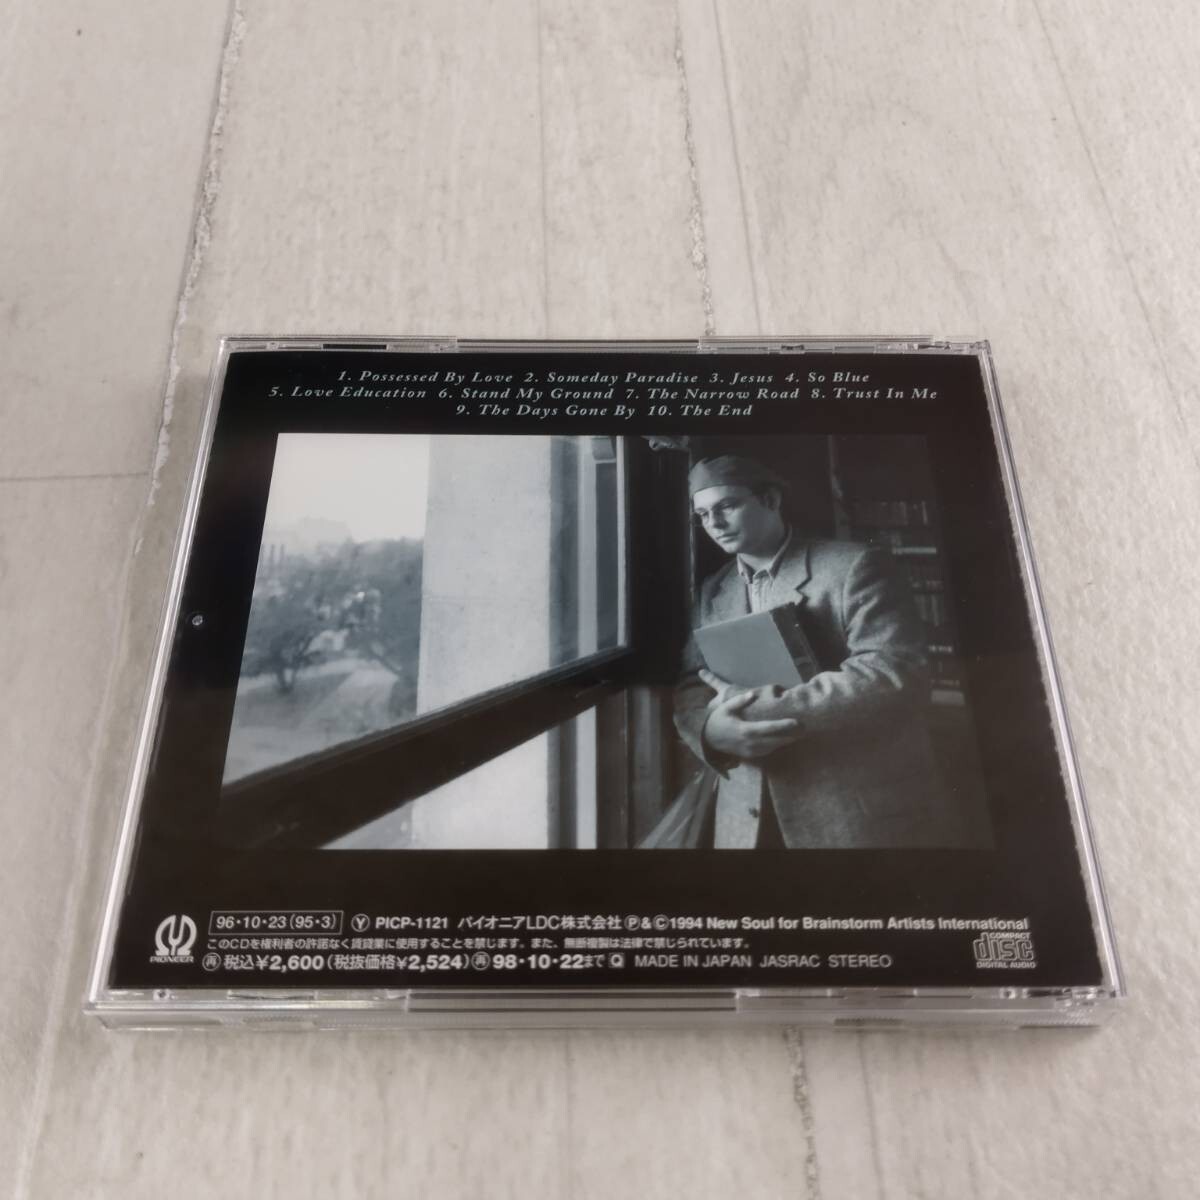 1. Possessed By Love 2. Someday Paradise 3. Jesus 4. So Blue
5. Love Education 6. Stand My Ground 7. The Narrow Road 8. Trust In Me
9. The Days Gone By 10. The End
PIONEER
96・10・23(95・3) Ⓨ PICP-1121 パイオニアLDC株式会社 Ⓟ&©1994 New Soul for Brainstorm Artists International
このCDを権利者の許諾なく賃貸業に使用することを禁じます。また、無断複製は法律で禁じられています。
再 税込¥2,600(税抜価格¥2,524) 再 98・10・22まで Q MADE IN JAPAN JASRAC STEREO
COMPACT disc DIGITAL AUDIO